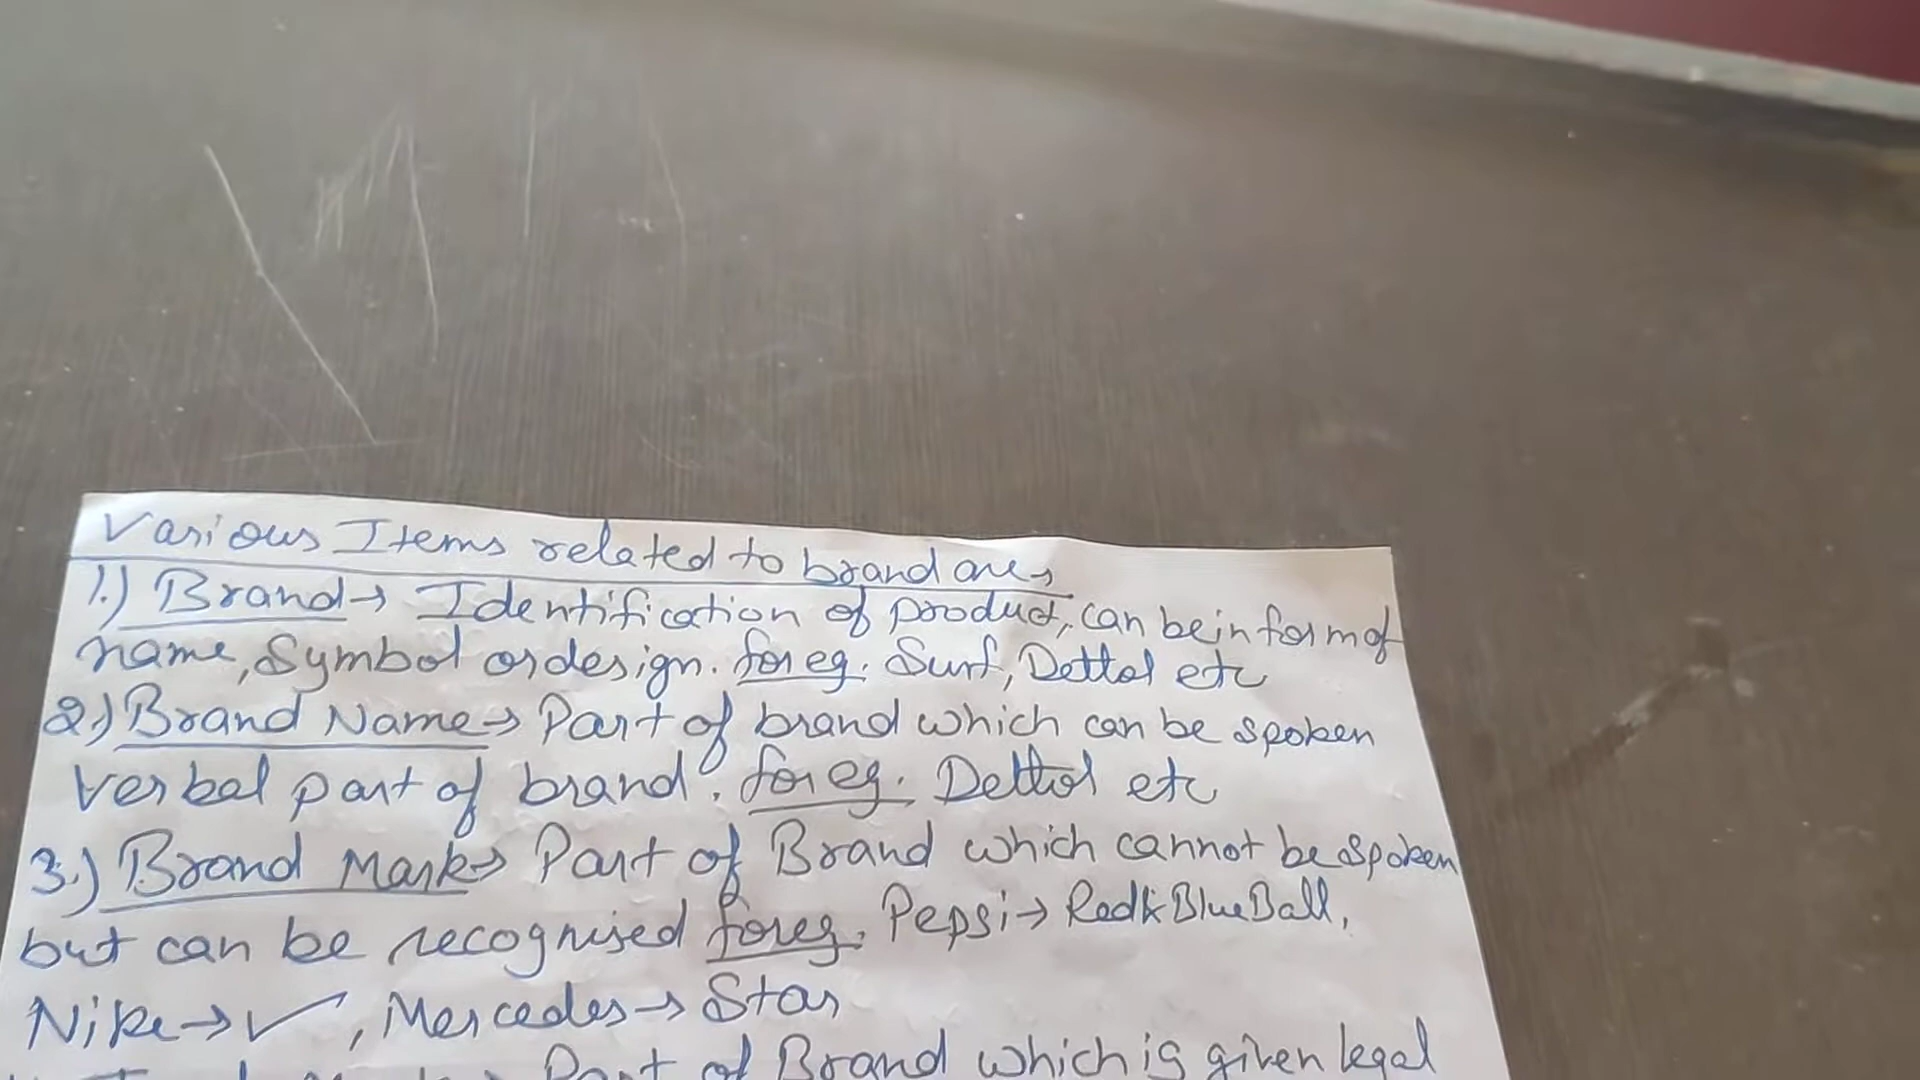 Various Items related to brand are →
1.) Brand → Identification of product, can be in form of
name, Symbol or design. for eg. Surf, Dettol etc
2.) Brand Name → Part of brand which can be spoken
Verbal part of brand. for eg. Dettol etc
3.) Brand Mark → Part of Brand which cannot be spoken
but can be recognised for eg. Pepsi → Red & Blue Ball,
Nike → ✓, Mercedes → Star
Part of Brand which is given legal